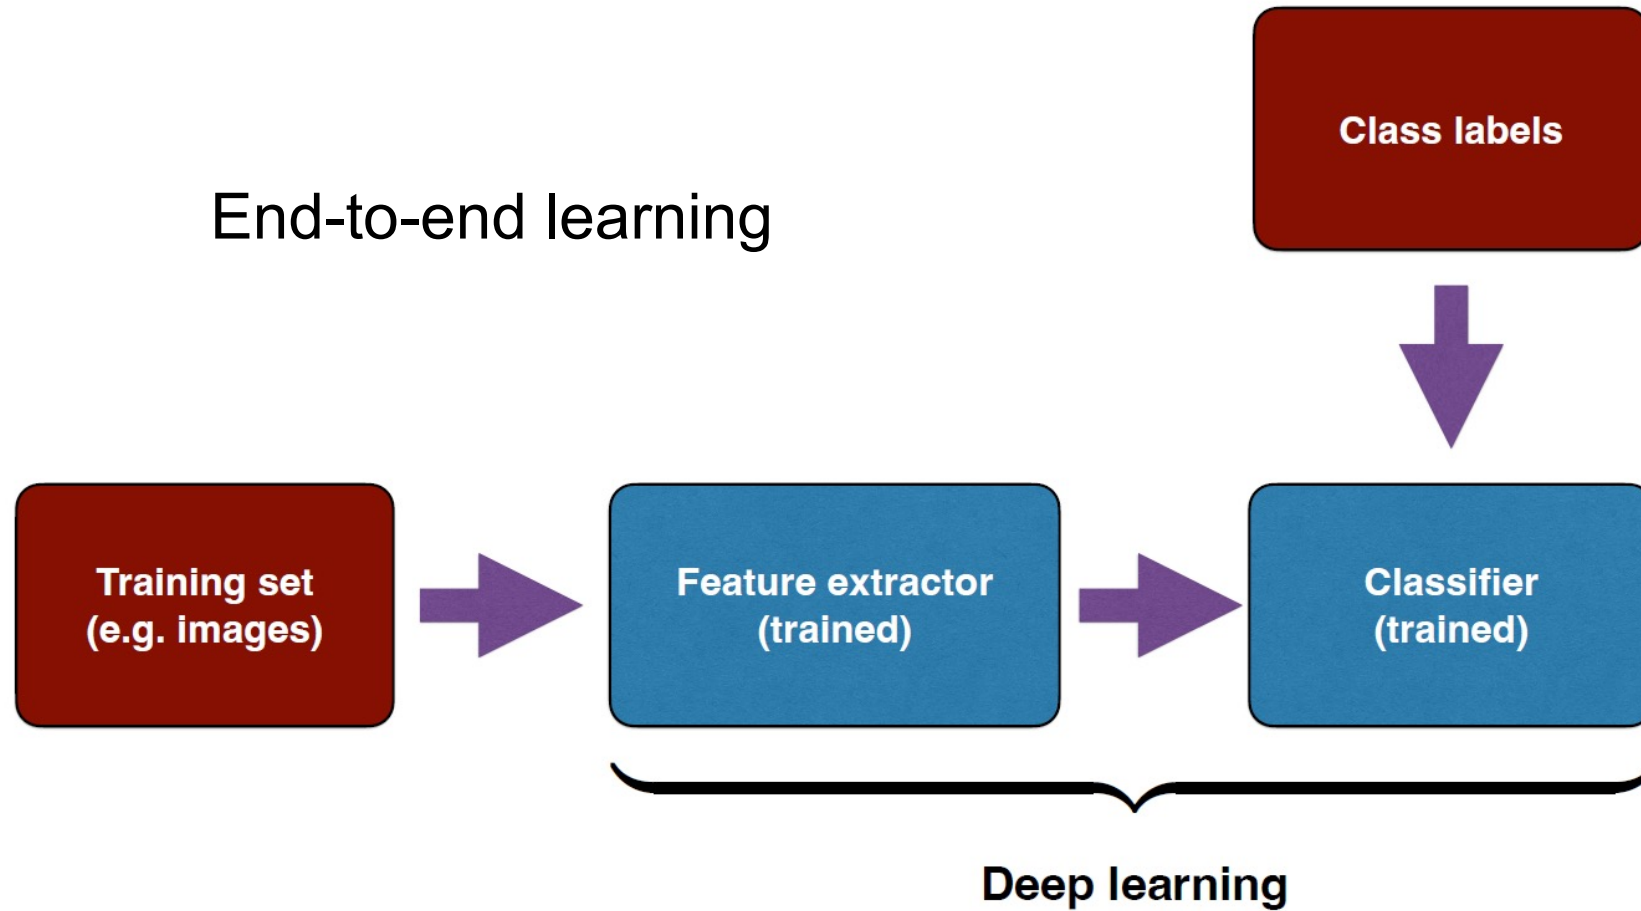 Class labels
End-to-end learning
Training set
(e.g. images)
Feature extractor
(trained)
Classifier
(trained)
Deep learning